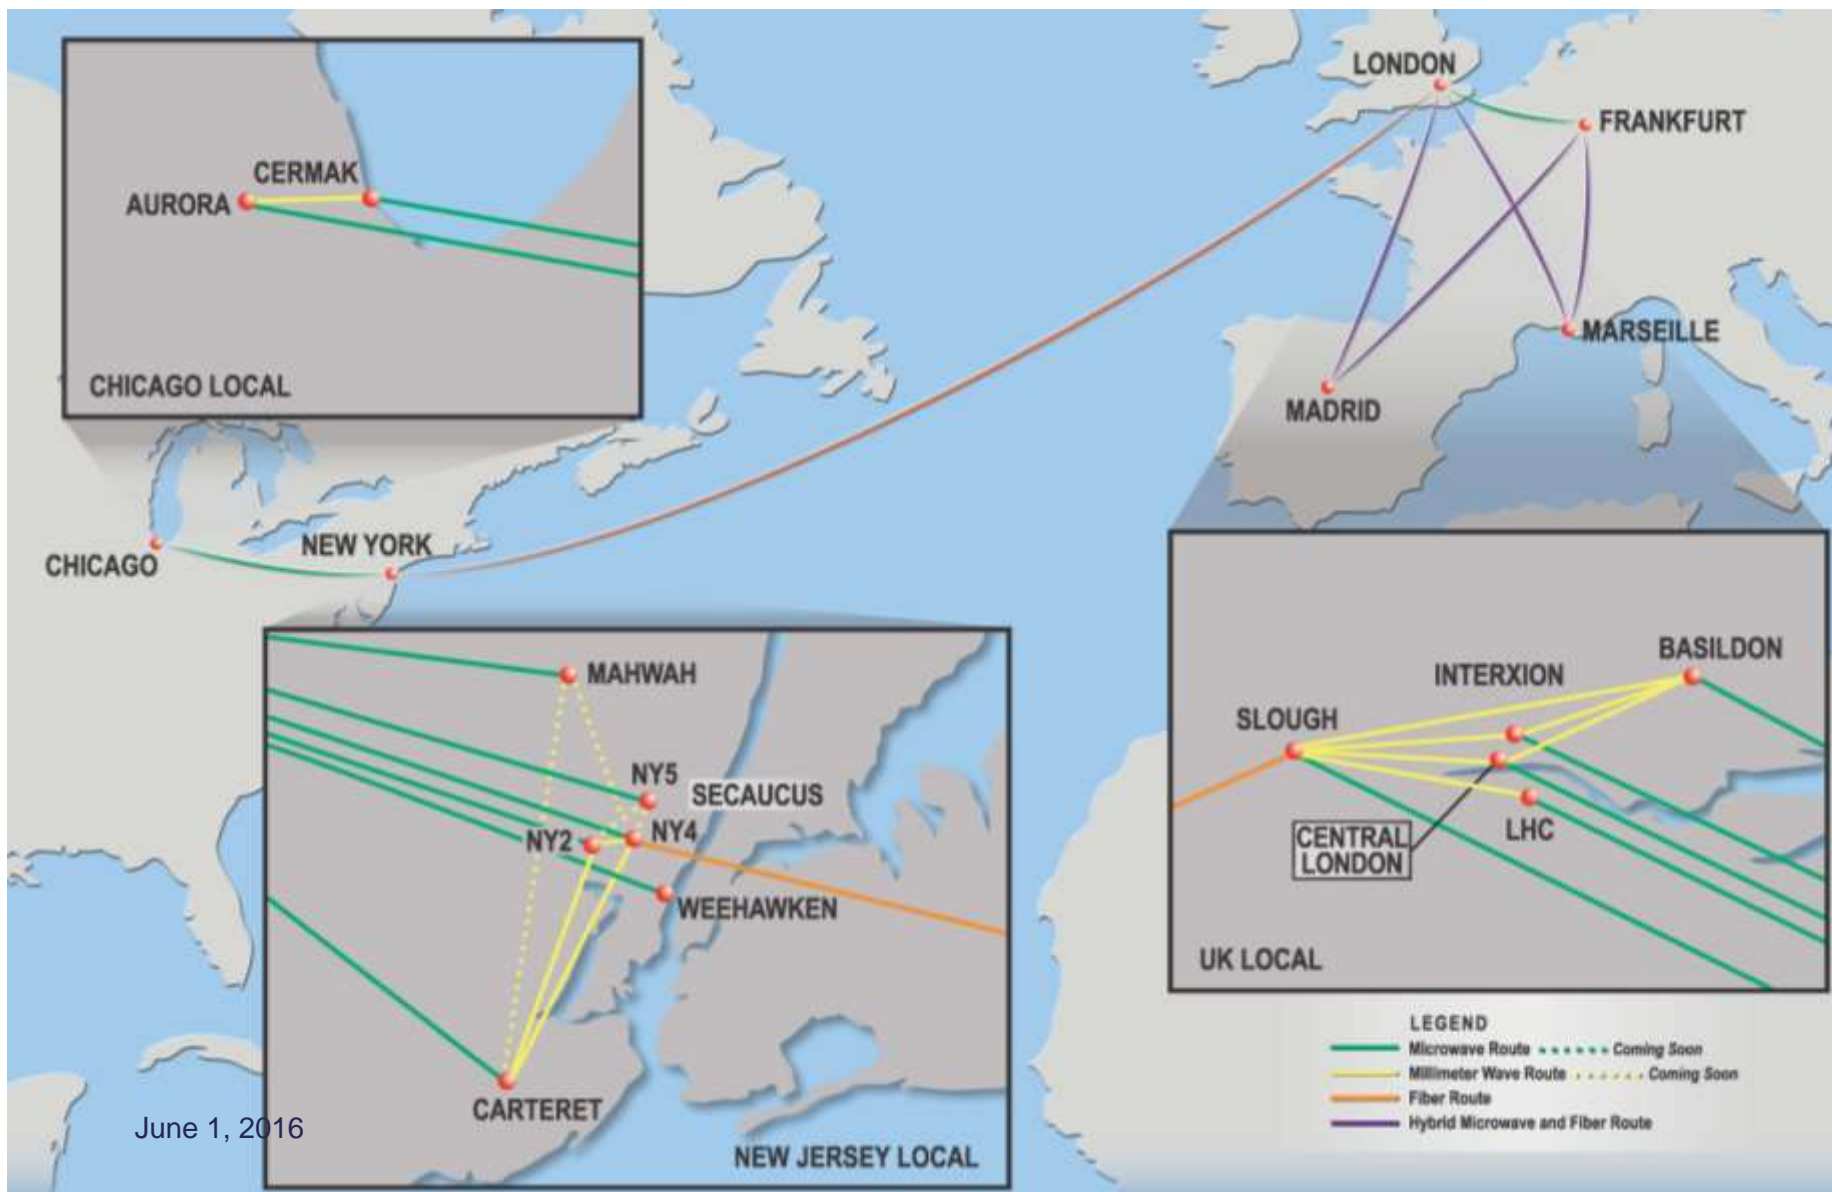 LONDON
FRANKFURT
MARSEILLE
MADRID
CERMAK
AURORA
CHICAGO LOCAL
NEW YORK
CHICAGO
MAHWAH
NY5
SECAUCUS
NY2
NY4
WEEHAWKEN
CARTERET
NEW JERSEY LOCAL
June 1, 2016
BASILDON
INTERXION
SLOUGH
LHC
CENTRAL
LONDON
UK LOCAL
LEGEND
Microwave Route Coming Soon
Millimeter Wave Route Coming Soon
Fiber Route
Hybrid Microwave and Fiber Route